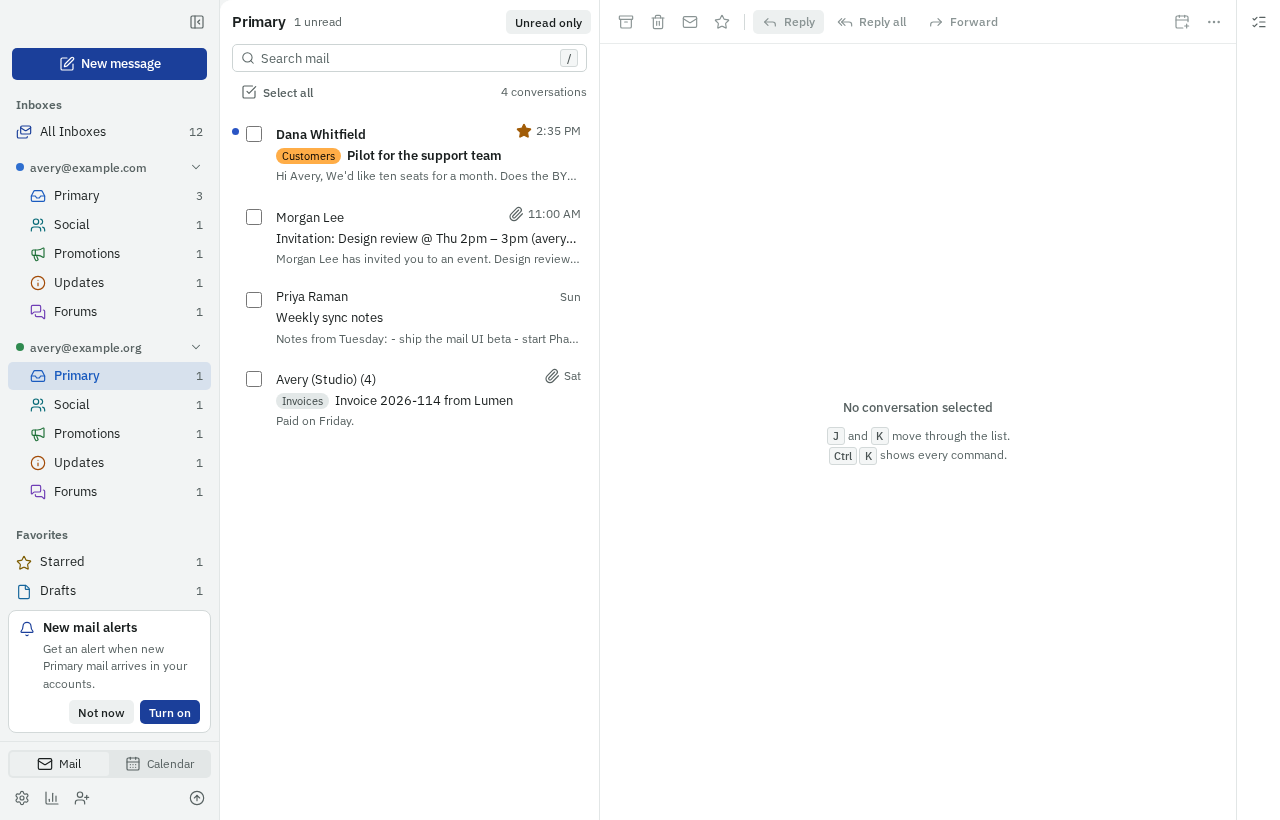 New message
Inboxes
All Inboxes 12
avery@example.com
Primary 3
Social 1
Promotions 1
Updates 1
Forums 1
avery@example.org
Primary 1
Social 1
Promotions 1
Updates 1
Forums 1
Favorites
Starred 1
Drafts 1
New mail alerts
Get an alert when new
Primary mail arrives in your
accounts.
Not now Turn on
Mail Calendar
Primary 1 unread Unread only
Search mail /
Select all 4 conversations
Dana Whitfield 2:35 PM
Customers Pilot for the support team
Hi Avery, We'd like ten seats for a month. Does the BY…
Morgan Lee 11:00 AM
Invitation: Design review @ Thu 2pm – 3pm (avery…
Morgan Lee has invited you to an event. Design review…
Priya Raman Sun
Weekly sync notes
Notes from Tuesday: - ship the mail UI beta - start Pha…
Avery (Studio) (4) Sat
Invoices Invoice 2026-114 from Lumen
Paid on Friday.
Reply Reply all Forward
No conversation selected
J and K move through the list.
Ctrl K shows every command.